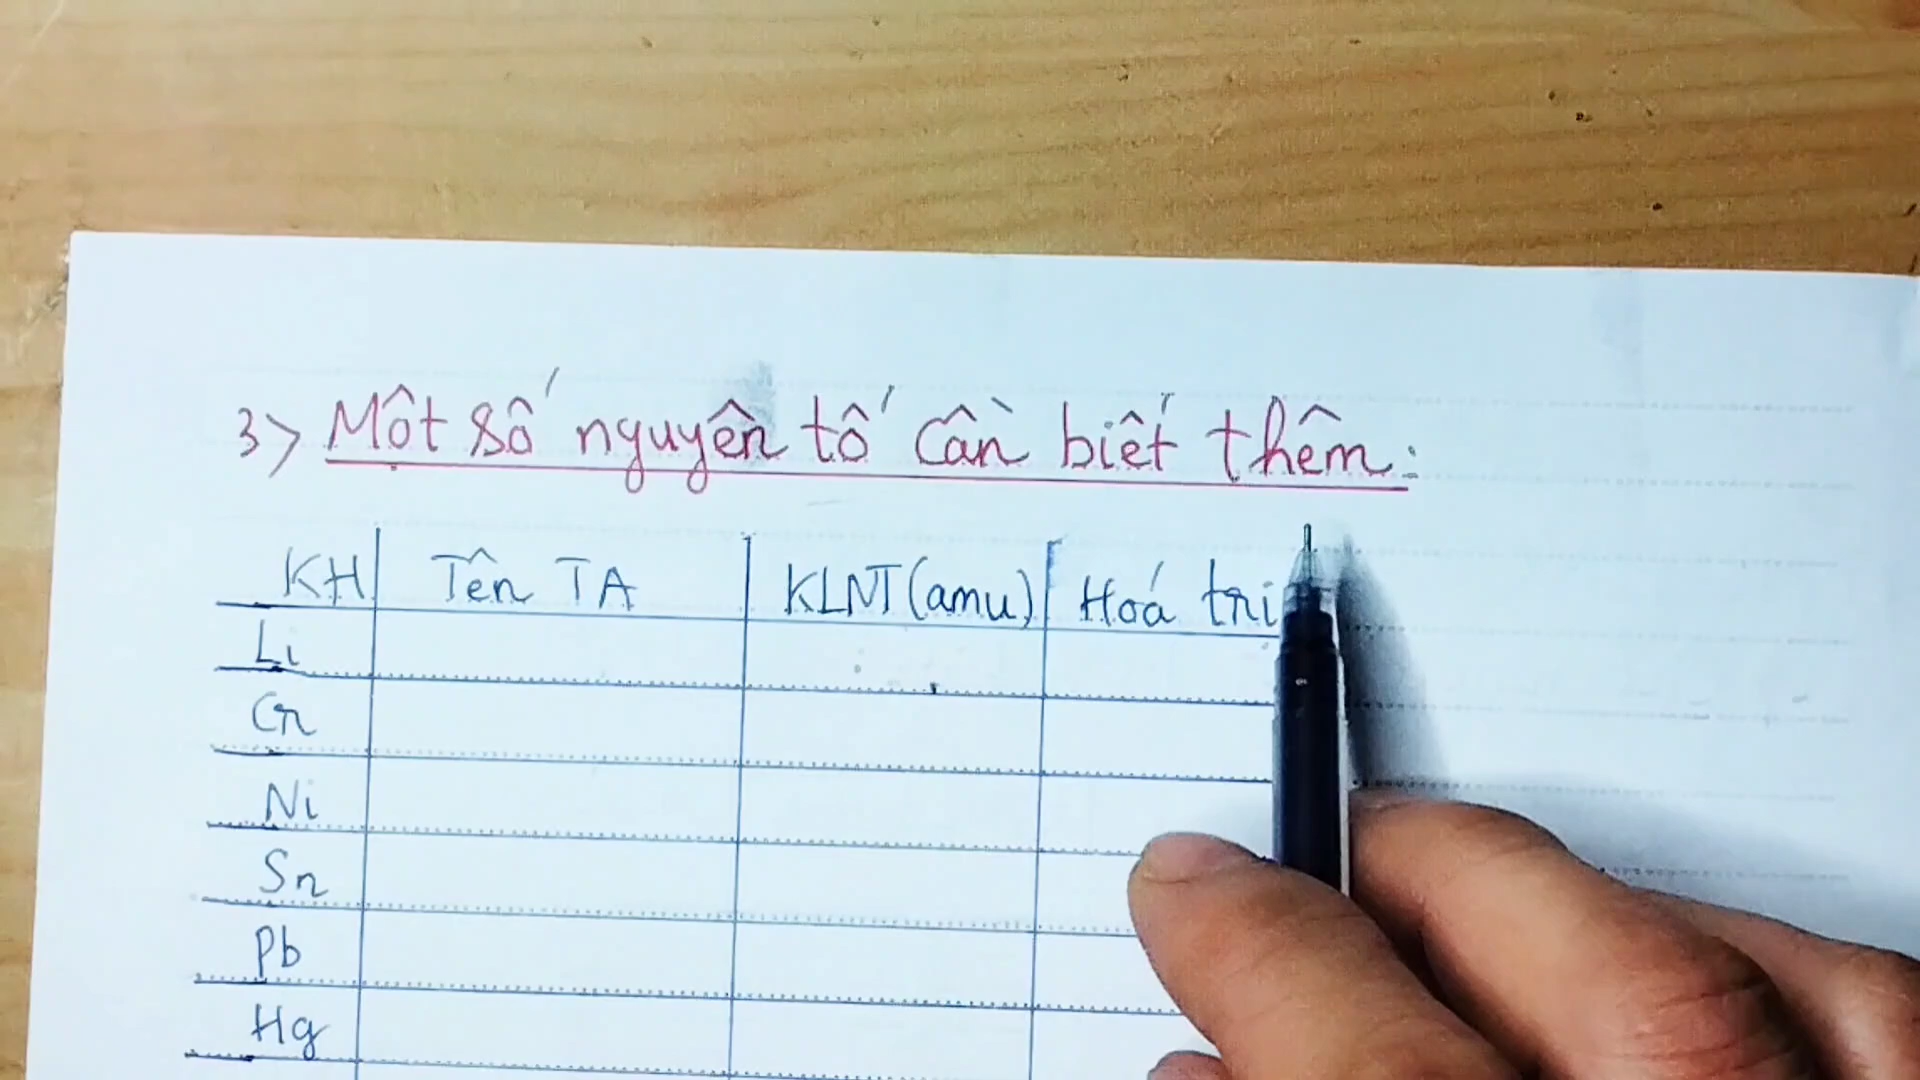 3> Một số nguyên tố cần biết thêm:
KH Tên TA KLNT(amu) Hoá tri
Li
Cr
Ni
Sn
Pb
Hg